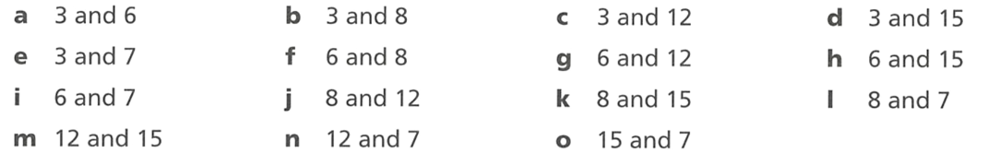 a 3 and 6 b 3 and 8 c 3 and 12 d 3 and 15
e 3 and 7 f 6 and 8 g 6 and 12 h 6 and 15
i 6 and 7 j 8 and 12 k 8 and 15 l 8 and 7
m 12 and 15 n 12 and 7 o 15 and 7